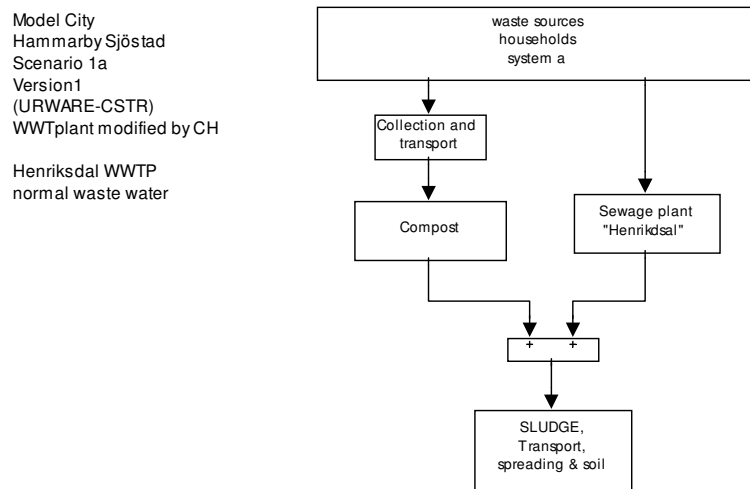 Model City
Hammarby Sjöstad
Scenario 1a
Version1
(URWARE-CSTR)
WWTplant modified by CH
Henriksdal WWTP
normal waste water
waste sources
households
system a
Collection and
transport
Compost
Sewage plant
"Henrikdsal"
+ +
SLUDGE,
Transport,
spreading & soil